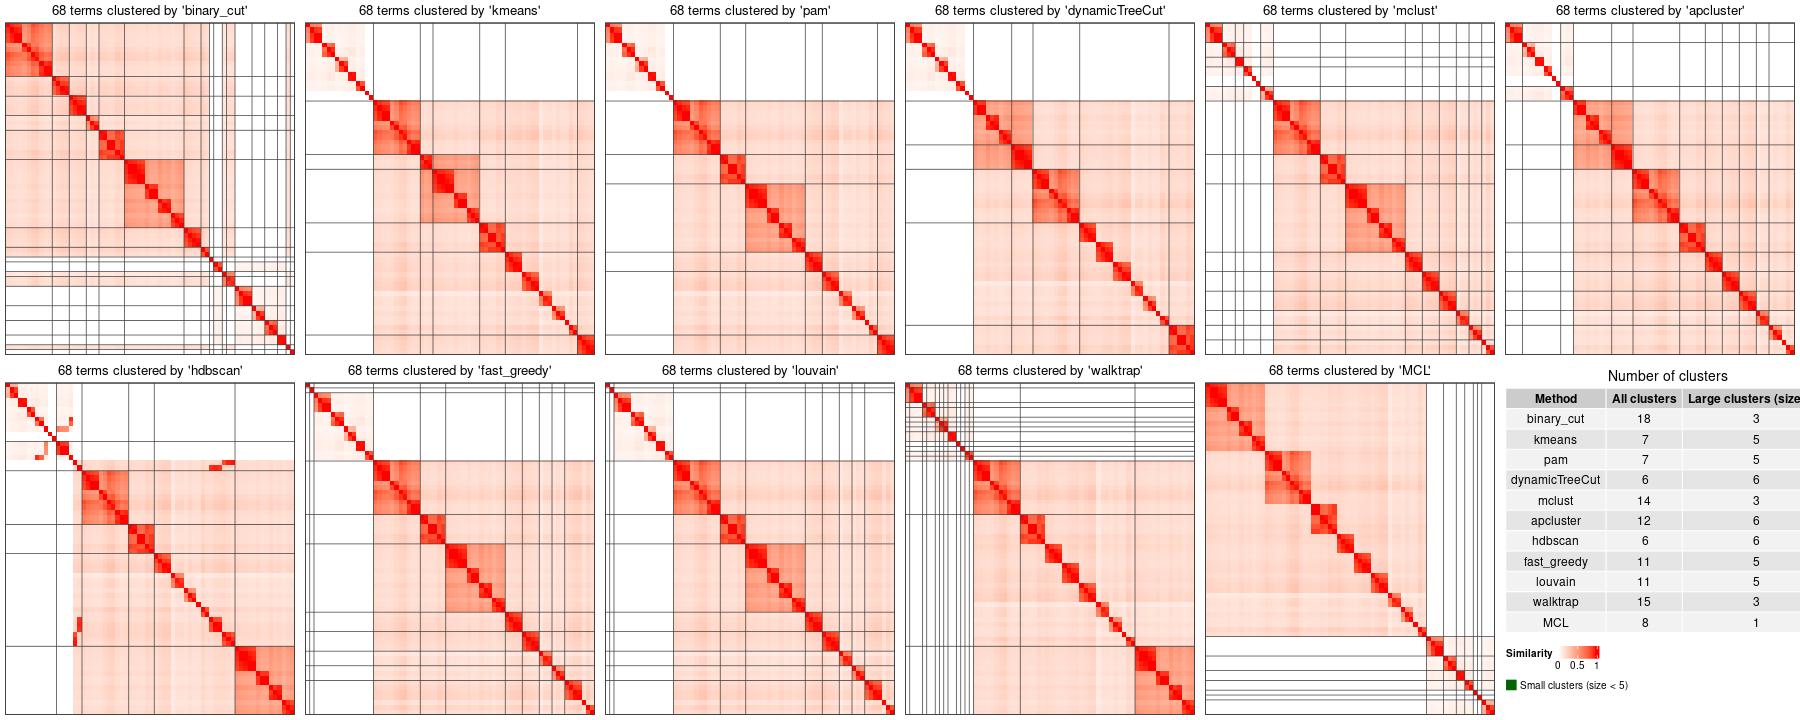 68 terms clustered by 'binary_cut'
68 terms clustered by 'kmeans'
68 terms clustered by 'pam'
68 terms clustered by 'dynamicTreeCut'
68 terms clustered by 'mclust'
68 terms clustered by 'apcluster'
68 terms clustered by 'hdbscan'
68 terms clustered by 'fast_greedy'
68 terms clustered by 'louvain'
68 terms clustered by 'walktrap'
68 terms clustered by 'MCL'
Number of clusters
Method All clusters Large clusters (size
binary_cut 18 3
kmeans 7 5
pam 7 5
dynamicTreeCut 6 6
mclust 14 3
apcluster 12 6
hdbscan 6 6
fast_greedy 11 5
louvain 11 5
walktrap 15 3
MCL 8 1
Similarity
0 0.5 1
Small clusters (size < 5)